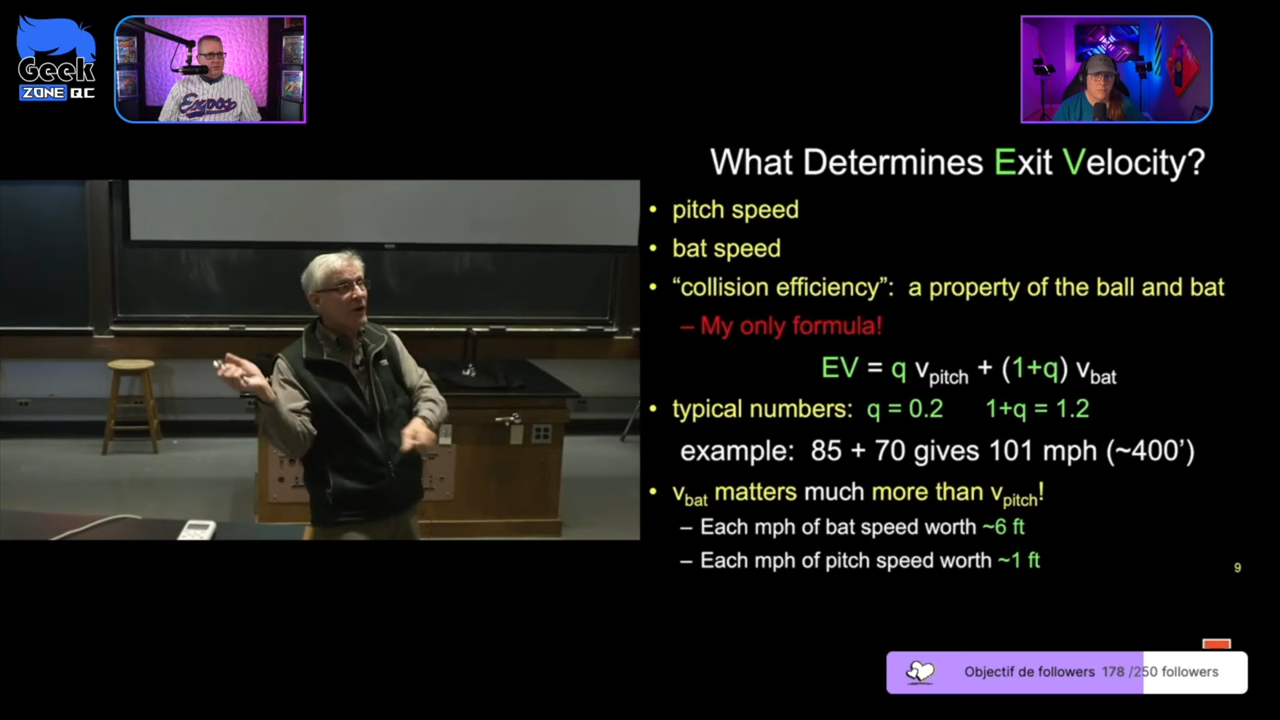 Geek
ZONE QC
Expos
What Determines Exit Velocity?
• pitch speed
• bat speed
• “collision efficiency”: a property of the ball and bat
– My only formula!
EV = q vpitch + (1+q) vbat
• typical numbers: q = 0.2 1+q = 1.2
example: 85 + 70 gives 101 mph (~400’)
• vbat matters much more than vpitch!
– Each mph of bat speed worth ~6 ft
– Each mph of pitch speed worth ~1 ft
9
Objectif de followers 178 /250 followers